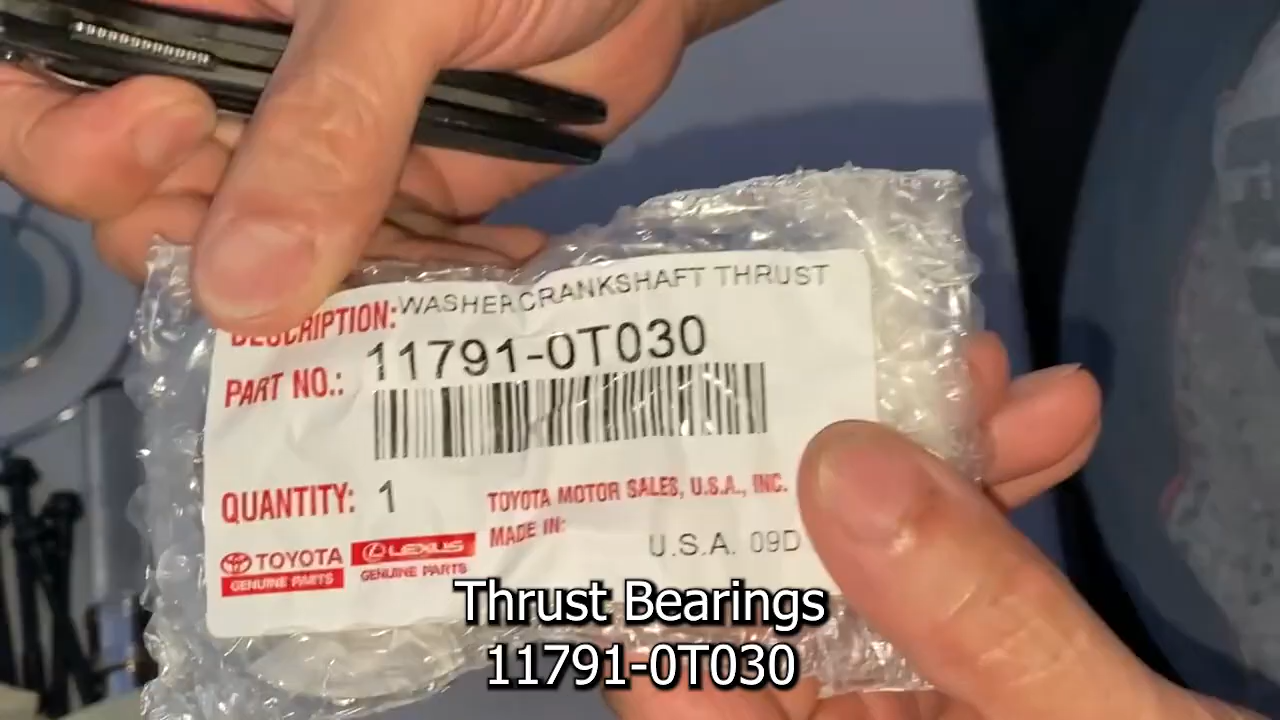 DESCRIPTION: WASHER,CRANKSHAFT THRUST
PART NO.: 11791-0T030
QUANTITY: 1
TOYOTA MOTOR SALES, U.S.A., INC.
MADE IN:
U.S.A. 09D
TOYOTA
GENUINE PARTS
LEXUS
GENUINE PARTS
Thrust Bearings
11791-0T030